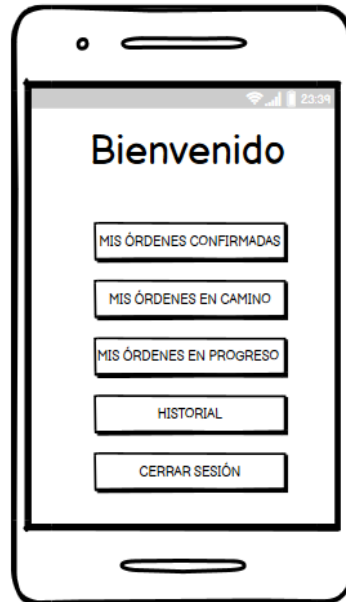 23:39
Bienvenido
MIS ÓRDENES CONFIRMADAS
MIS ÓRDENES EN CAMINO
MIS ÓRDENES EN PROGRESO
HISTORIAL
CERRAR SESIÓN